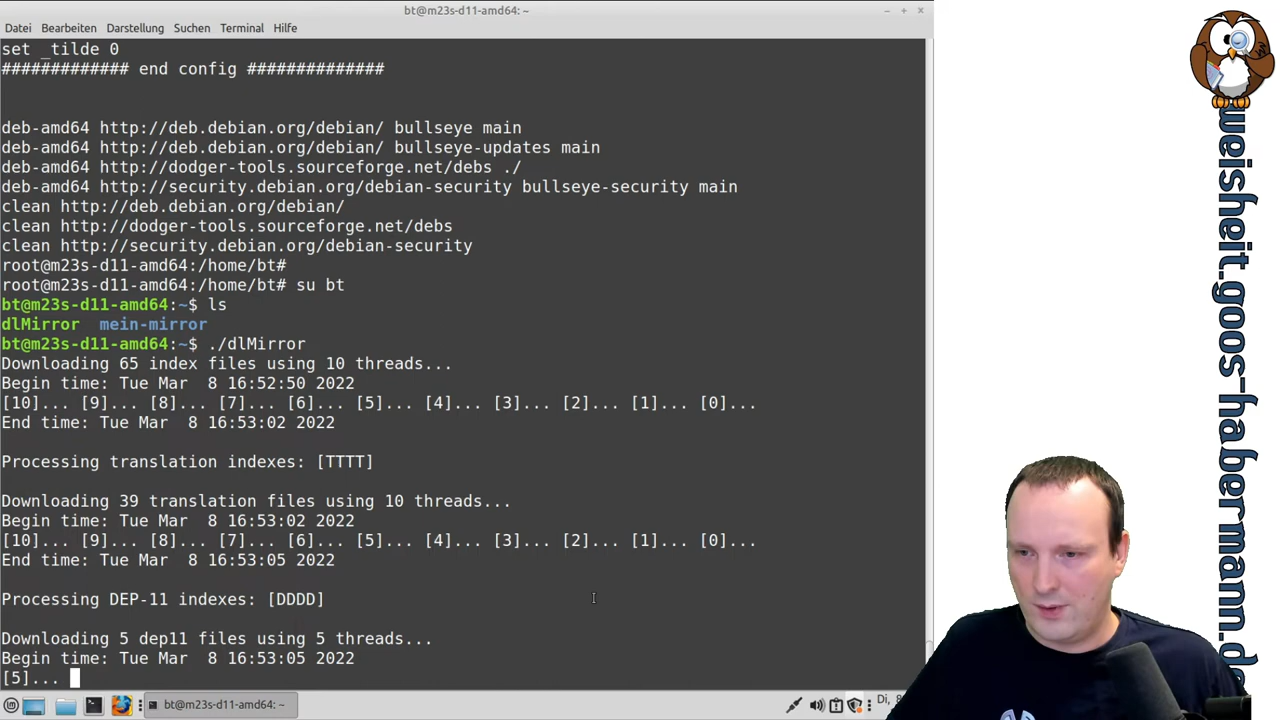 bt@m23s-d11-amd64: ~
Datei Bearbeiten Darstellung Suchen Terminal Hilfe
set _tilde 0
############# end config ##############
deb-amd64 http://deb.debian.org/debian/ bullseye main
deb-amd64 http://deb.debian.org/debian/ bullseye-updates main
deb-amd64 http://dodger-tools.sourceforge.net/debs ./
deb-amd64 http://security.debian.org/debian-security bullseye-security main
clean http://deb.debian.org/debian/
clean http://dodger-tools.sourceforge.net/debs
clean http://security.debian.org/debian-security
root@m23s-d11-amd64:/home/bt#
root@m23s-d11-amd64:/home/bt# su bt
bt@m23s-d11-amd64:~$ ls
dlMirror mein-mirror
bt@m23s-d11-amd64:~$ ./dlMirror
Downloading 65 index files using 10 threads...
Begin time: Tue Mar  8 16:52:50 2022
[10]... [9]... [8]... [7]... [6]... [5]... [4]... [3]... [2]... [1]... [0]...
End time: Tue Mar  8 16:53:02 2022
Processing translation indexes: [TTTT]
Downloading 39 translation files using 10 threads...
Begin time: Tue Mar  8 16:53:02 2022
[10]... [9]... [8]... [7]... [6]... [5]... [4]... [3]... [2]... [1]... [0]...
End time: Tue Mar  8 16:53:05 2022
Processing DEP-11 indexes: [DDDD]
Downloading 5 dep11 files using 5 threads...
Begin time: Tue Mar  8 16:53:05 2022
[5]...
bt@m23s-d11-amd64: ~
Di, 8
weisheit.goos-habermann.de